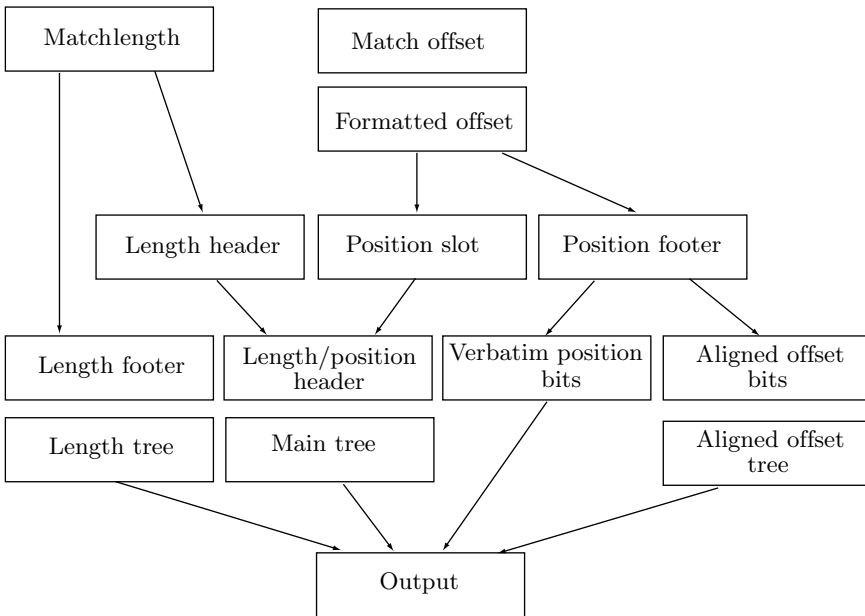 Matchlength
Match offset
Formatted offset
Length header
Position slot
Position footer
Length footer
Length/position
header
Verbatim position
bits
Aligned offset
bits
Length tree
Main tree
Aligned offset
tree
Output